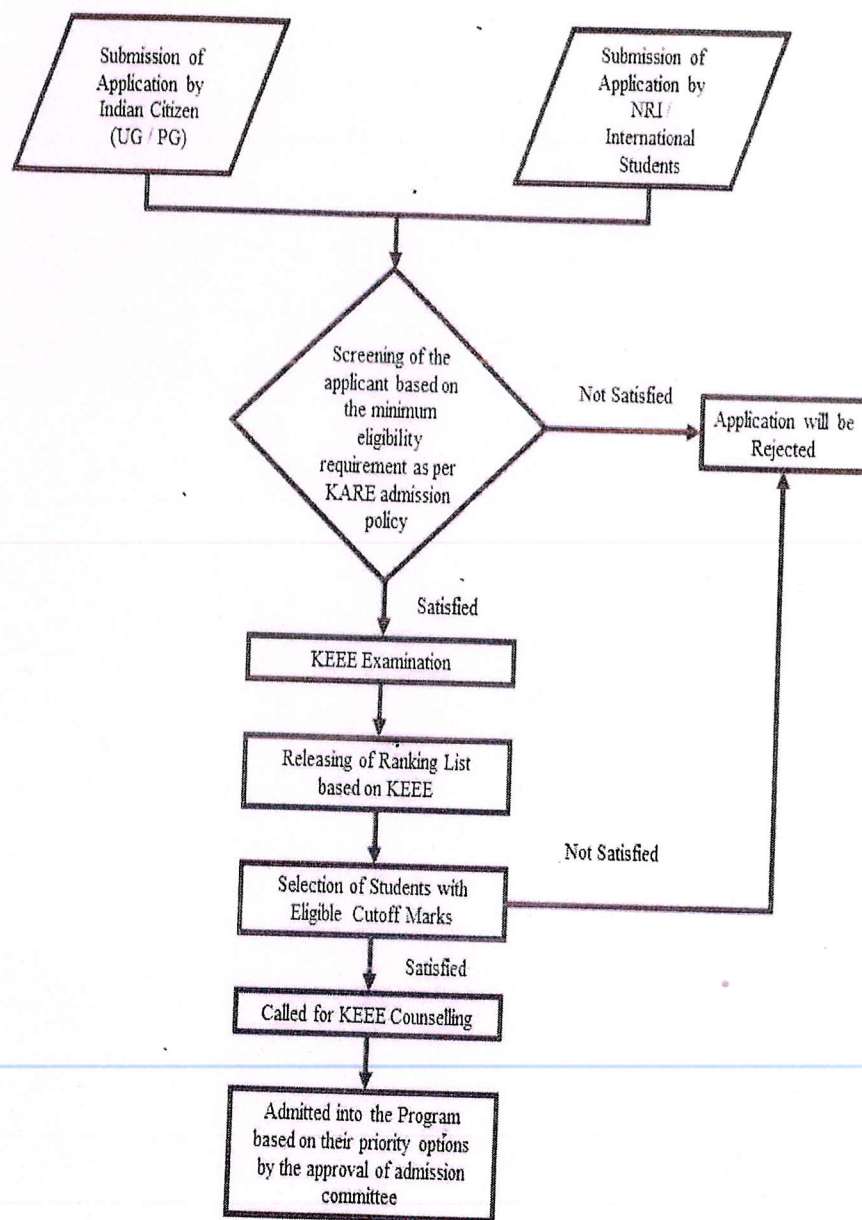 Submission of
Application by
Indian Citizen
(UG / PG)
Submission of
Application by
NRI /
International
Students
Screening of the
applicant based on
the minimum
eligibility
requirement as per
KARE admission
policy
Not Satisfied
Application will be
Rejected
Satisfied
KEEE Examination
Releasing of Ranking List
based on KEEE
Not Satisfied
Selection of Students with
Eligible Cutoff Marks
Satisfied
Called for KEEE Counselling
Admitted into the Program
based on their priority options
by the approval of admission
committee